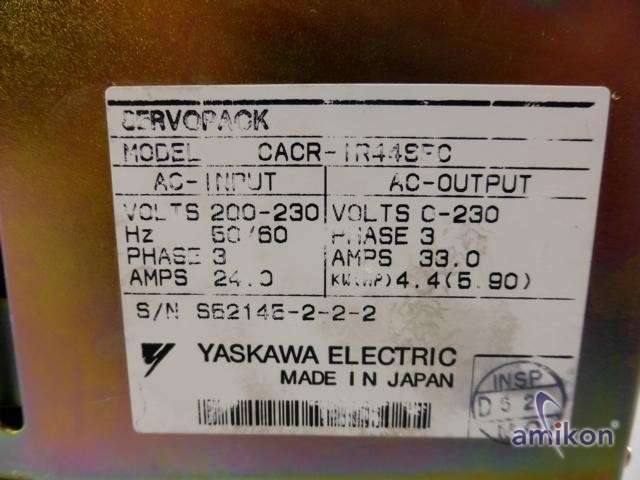 SERVOPACK
MODEL CACR-IR44SFC
AC-INPUT AC-OUTPUT
VOLTS 200-230 VOLTS 0-230
Hz 50/60 PHASE 3
PHASE 3 AMPS 33.0
AMPS 24.0 KW(HP) 4.4(5.90)
S/N S52145-2-2-2
YASKAWA ELECTRIC
MADE IN JAPAN
INSP
amikon®